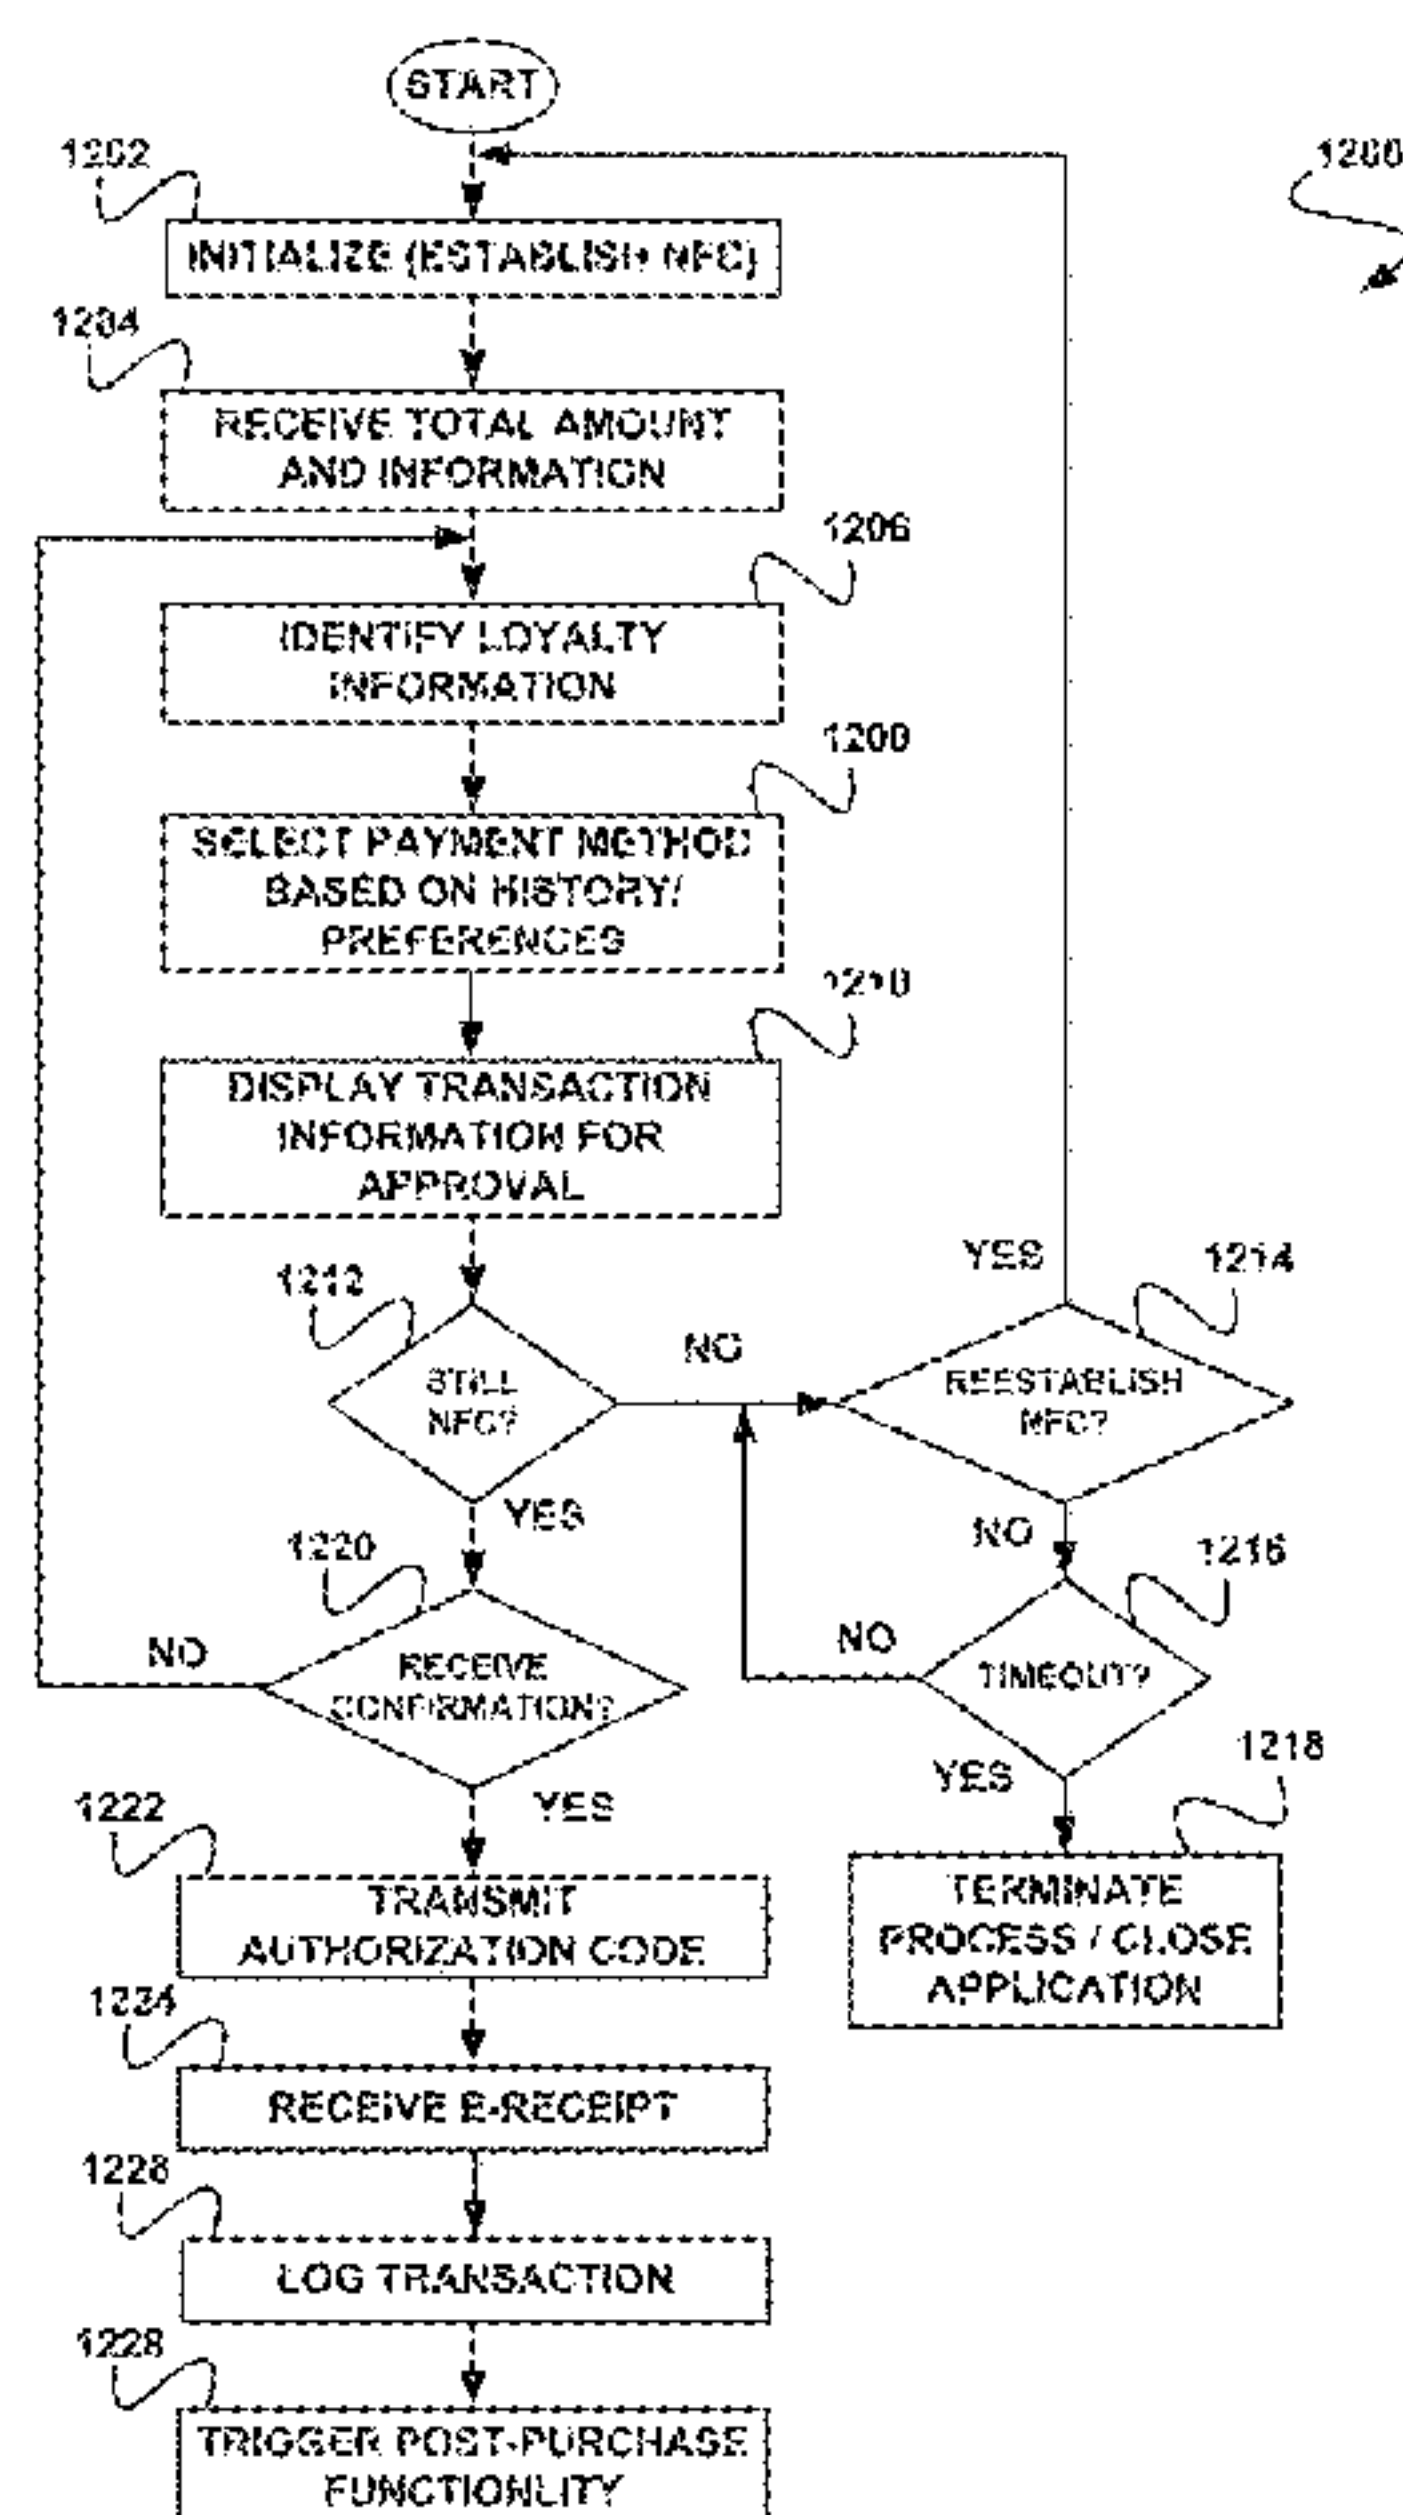 START
1202
1200
INITIALIZE (ESTABLISH NFC)
1204
RECEIVE TOTAL AMOUNT
AND INFORMATION
1206
IDENTIFY LOYALTY
INFORMATION
1208
SELECT PAYMENT METHOD
BASED ON HISTORY/
PREFERENCES
1210
DISPLAY TRANSACTION
INFORMATION FOR
APPROVAL
1212
STILL
NFC?
NO
YES
1214
REESTABLISH
NFC?
YES
NO
1216
TIMEOUT?
NO
YES
1218
TERMINATE
PROCESS / CLOSE
APPLICATION
1220
RECEIVE
CONFIRMATION?
NO
YES
1222
TRANSMIT
AUTHORIZATION CODE
1224
RECEIVE E-RECEIPT
1226
LOG TRANSACTION
1228
TRIGGER POST-PURCHASE
FUNCTIONLITY